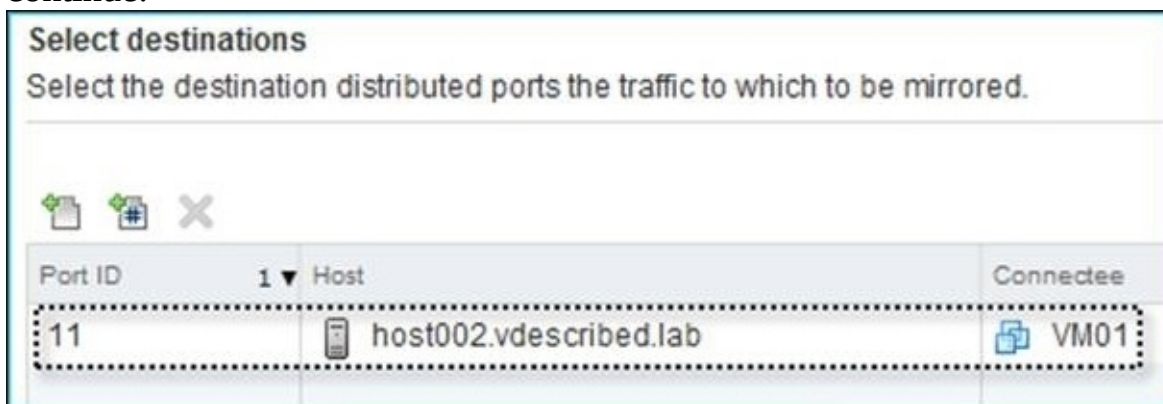 Select destinations
Select the destination distributed ports the traffic to which to be mirrored.
Port ID 1 ▼ Host Connectee
11 host002.vdescribed.lab VM01